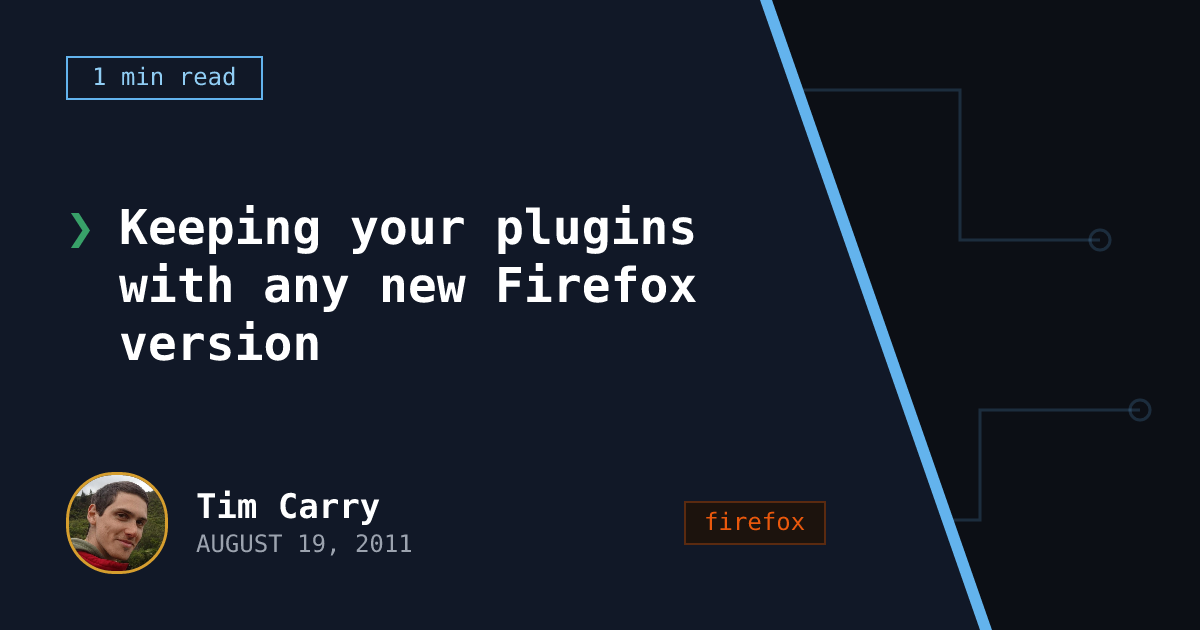 1 min read
❯ Keeping your plugins
with any new Firefox
version
Tim Carry
AUGUST 19, 2011
firefox